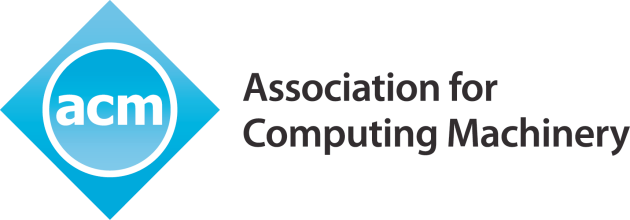 acm
Association for
Computing Machinery